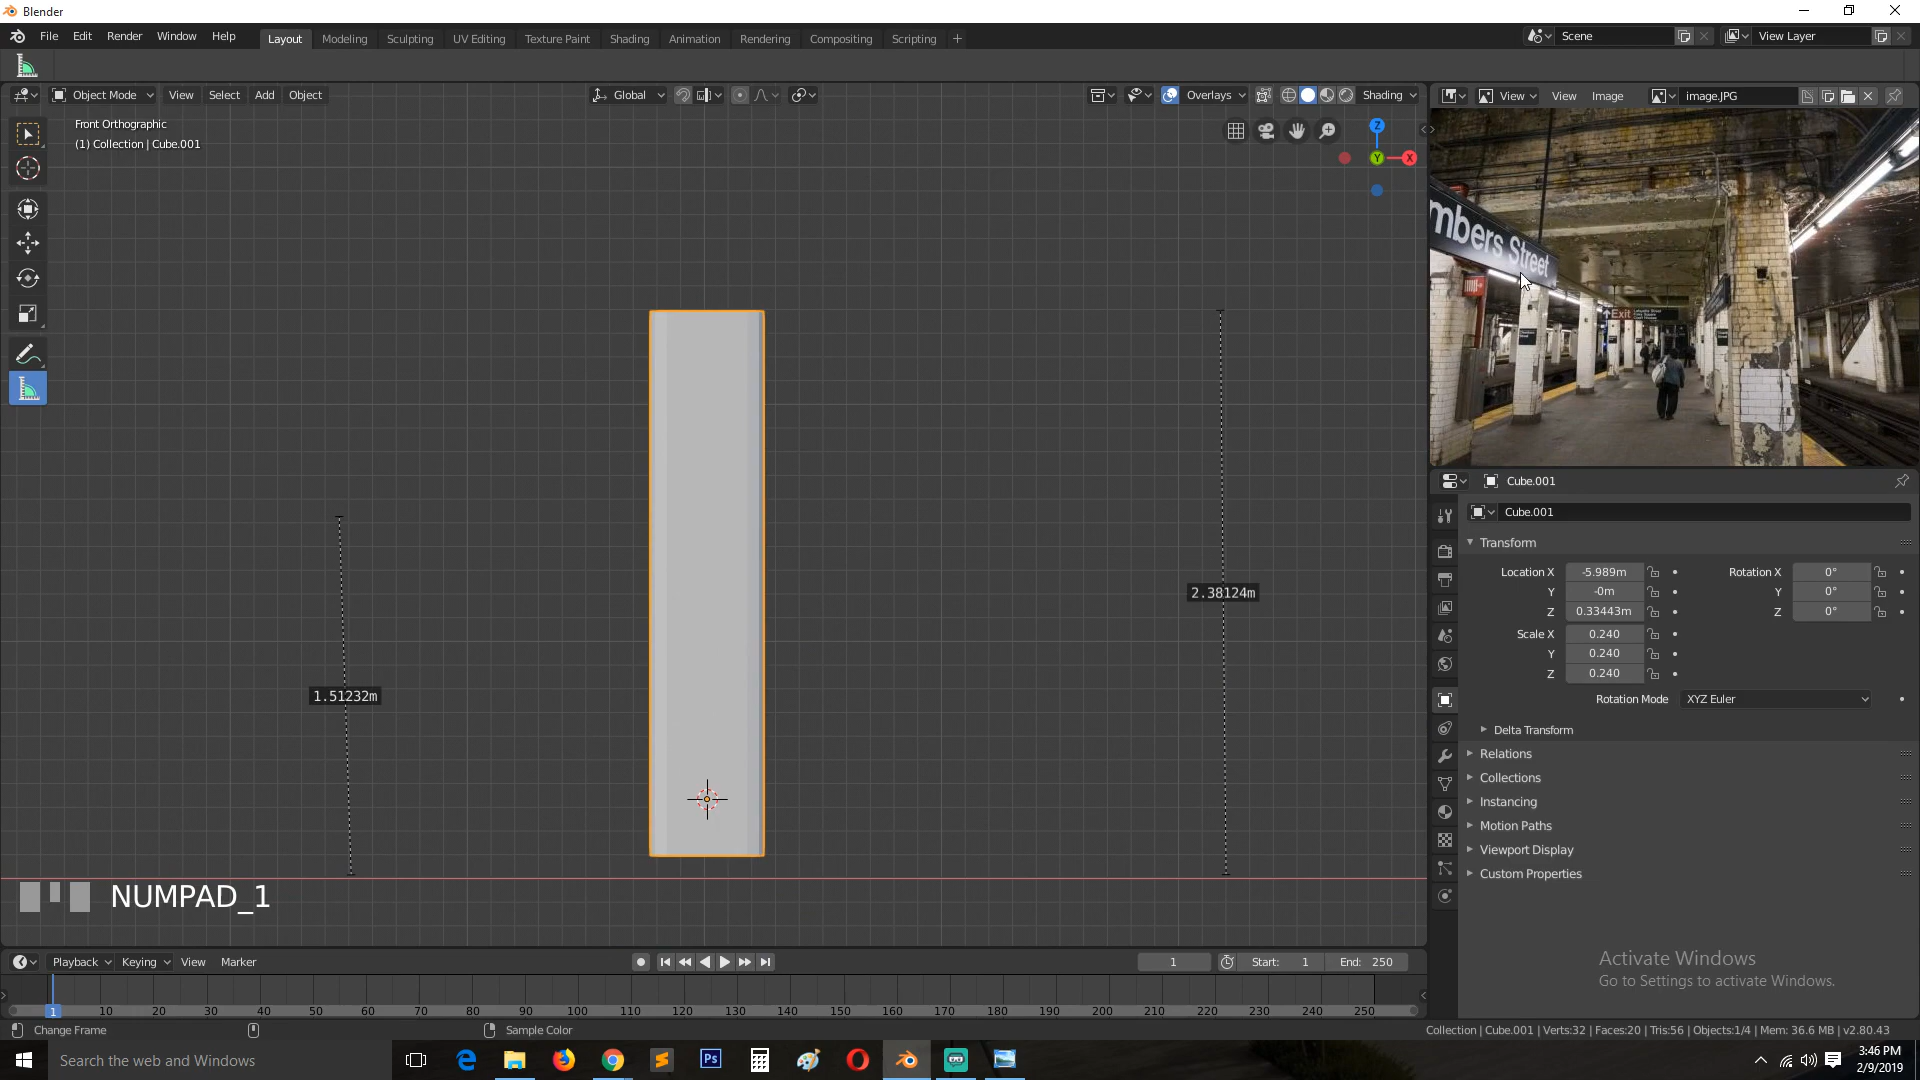 Blender
File Edit Render Window Help
Layout Modeling Sculpting UV Editing Texture Paint Shading Animation Rendering Compositing Scripting +
Scene
View Layer
Object Mode View Select Add Object
Global
Overlays
Shading
View View Image image.JPG
Front Orthographic
(1) Collection | Cube.001
Z
Y
X
mbers Street
Exit
2.38124m
1.51232m
NUMPAD_1
Cube.001
Cube.001
Transform
Location X -5.989m Rotation X 0°
Y -0m Y 0°
Z 0.33443m Z 0°
Scale X 0.240
Y 0.240
Z 0.240
Rotation Mode XYZ Euler
Delta Transform
Relations
Collections
Instancing
Motion Paths
Viewport Display
Custom Properties
Activate Windows
Go to Settings to activate Windows.
Playback Keying View Marker
1 Start: 1 End: 250
1 10 20 30 40 50 60 70 80 90 100 110 120 130 140 150 160 170 180 190 200 210 220 230 240 250
Change Frame
Sample Color
Collection | Cube.001 | Verts:32 | Faces:20 | Tris:56 | Objects:1/4 | Mem: 36.6 MB | v2.80.43
Search the web and Windows
Ps
3:46 PM
2/9/2019